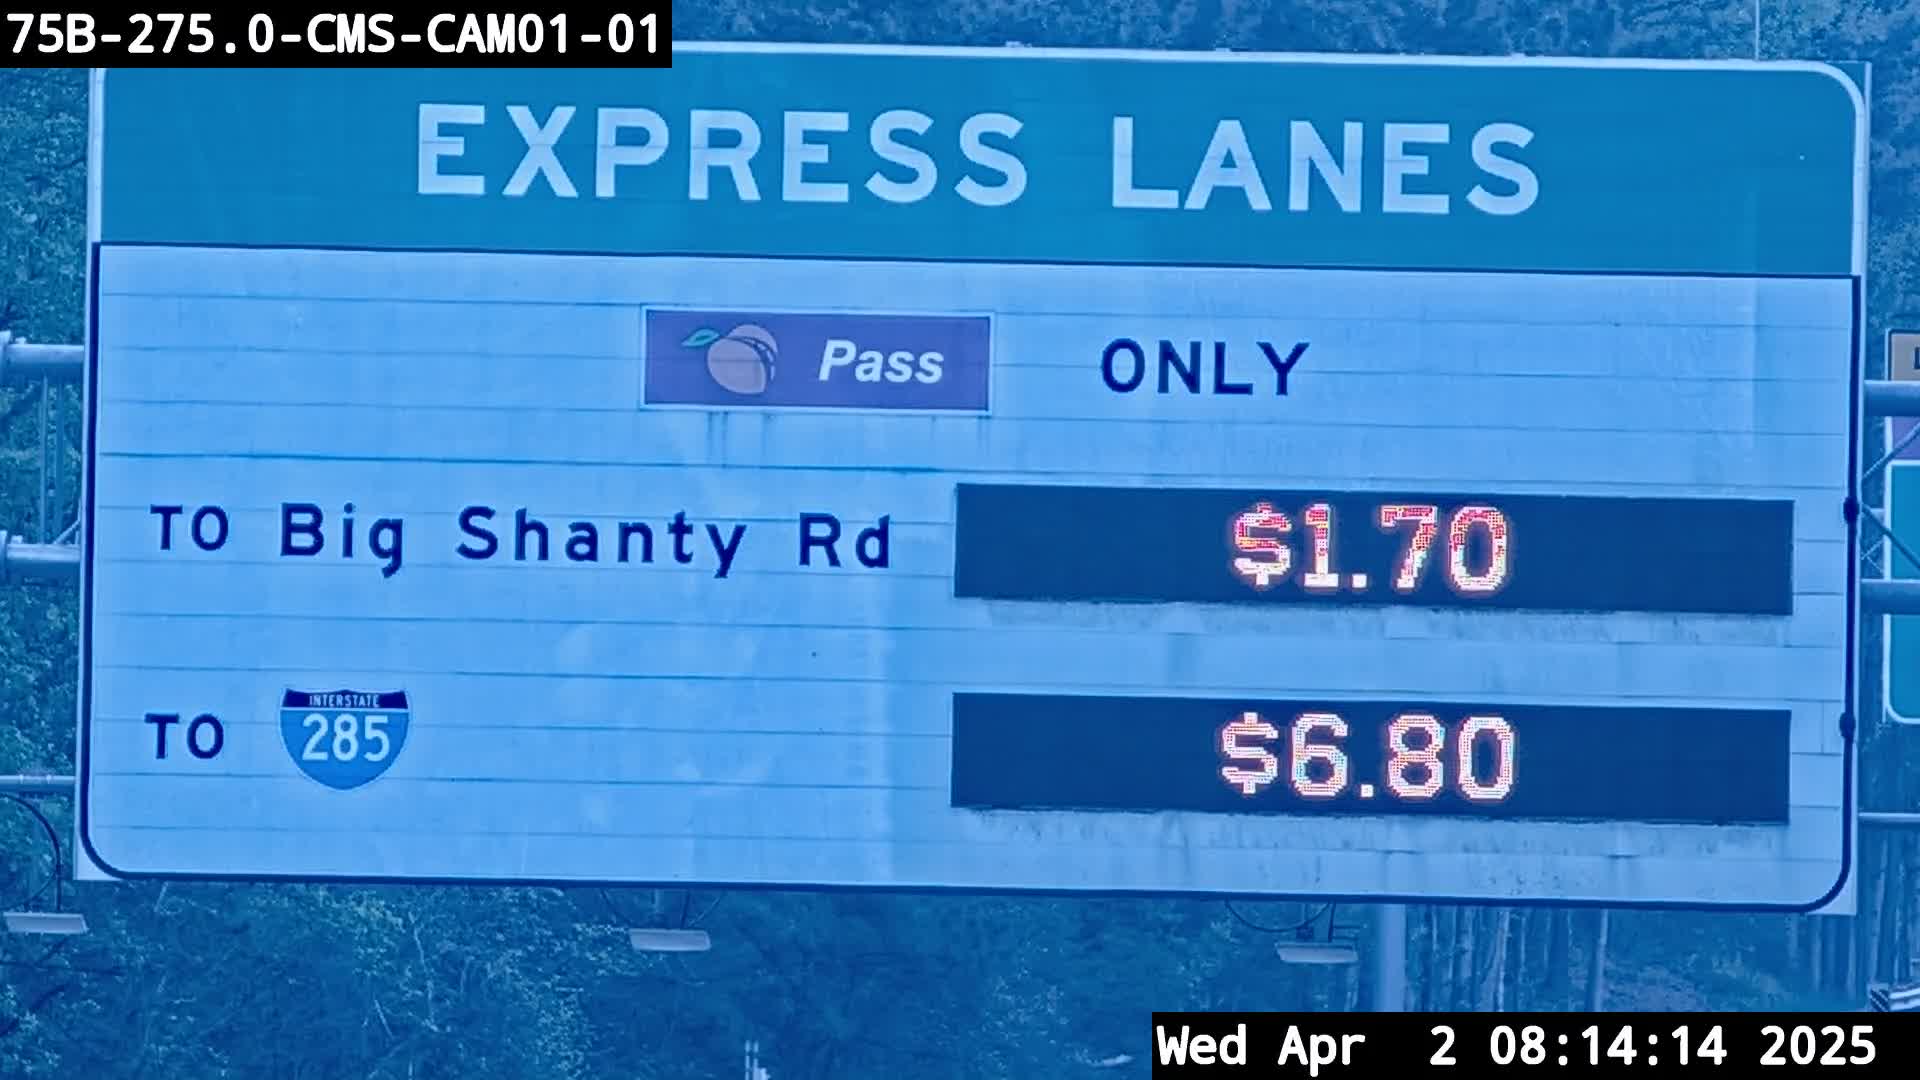 75B-275.0-CMS-CAM01-01
EXPRESS LANES
Pass ONLY
TO Big Shanty Rd $1.70
INTERSTATE
TO 285 $6.80
Wed Apr 2 08:14:14 2025